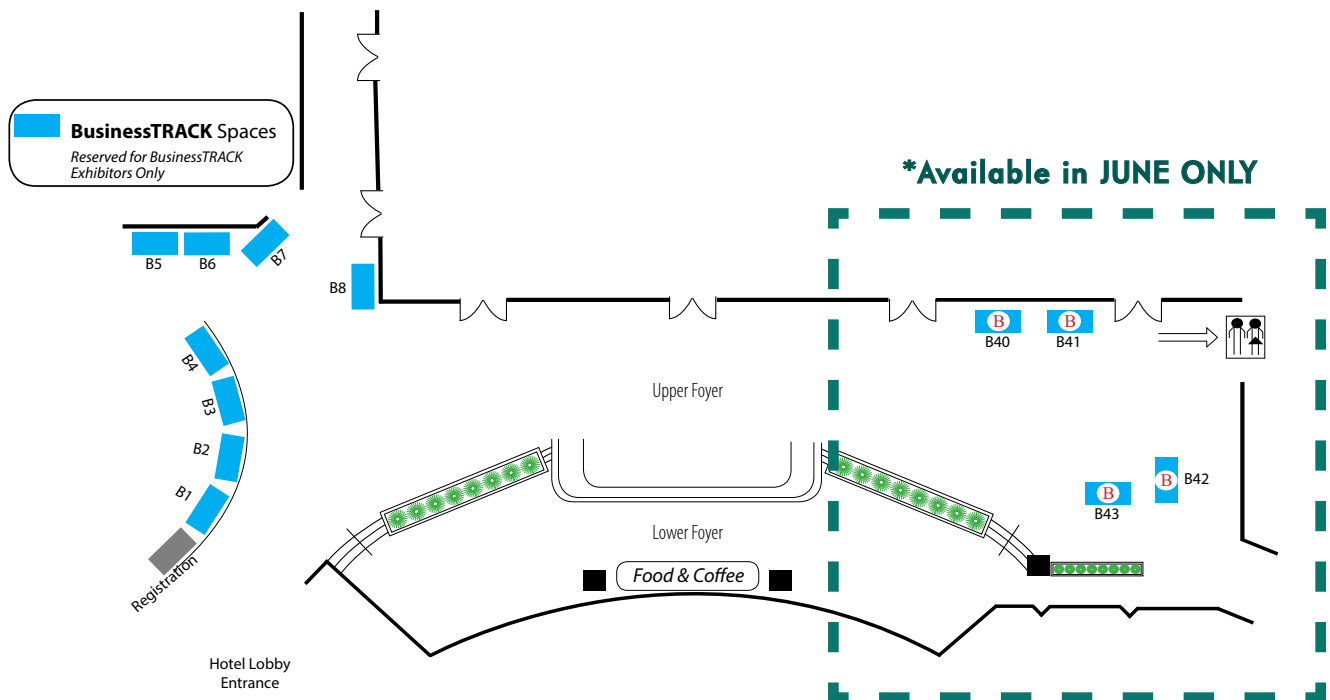 BusinessTRACK Spaces
Reserved for BusinessTRACK
Exhibitors Only
*Available in JUNE ONLY
B5
B6
B7
B8
B
B40
B
B41
B4
B3
B2
B1
Registration
Upper Foyer
B
B42
B
B43
Lower Foyer
Food & Coffee
Hotel Lobby
Entrance